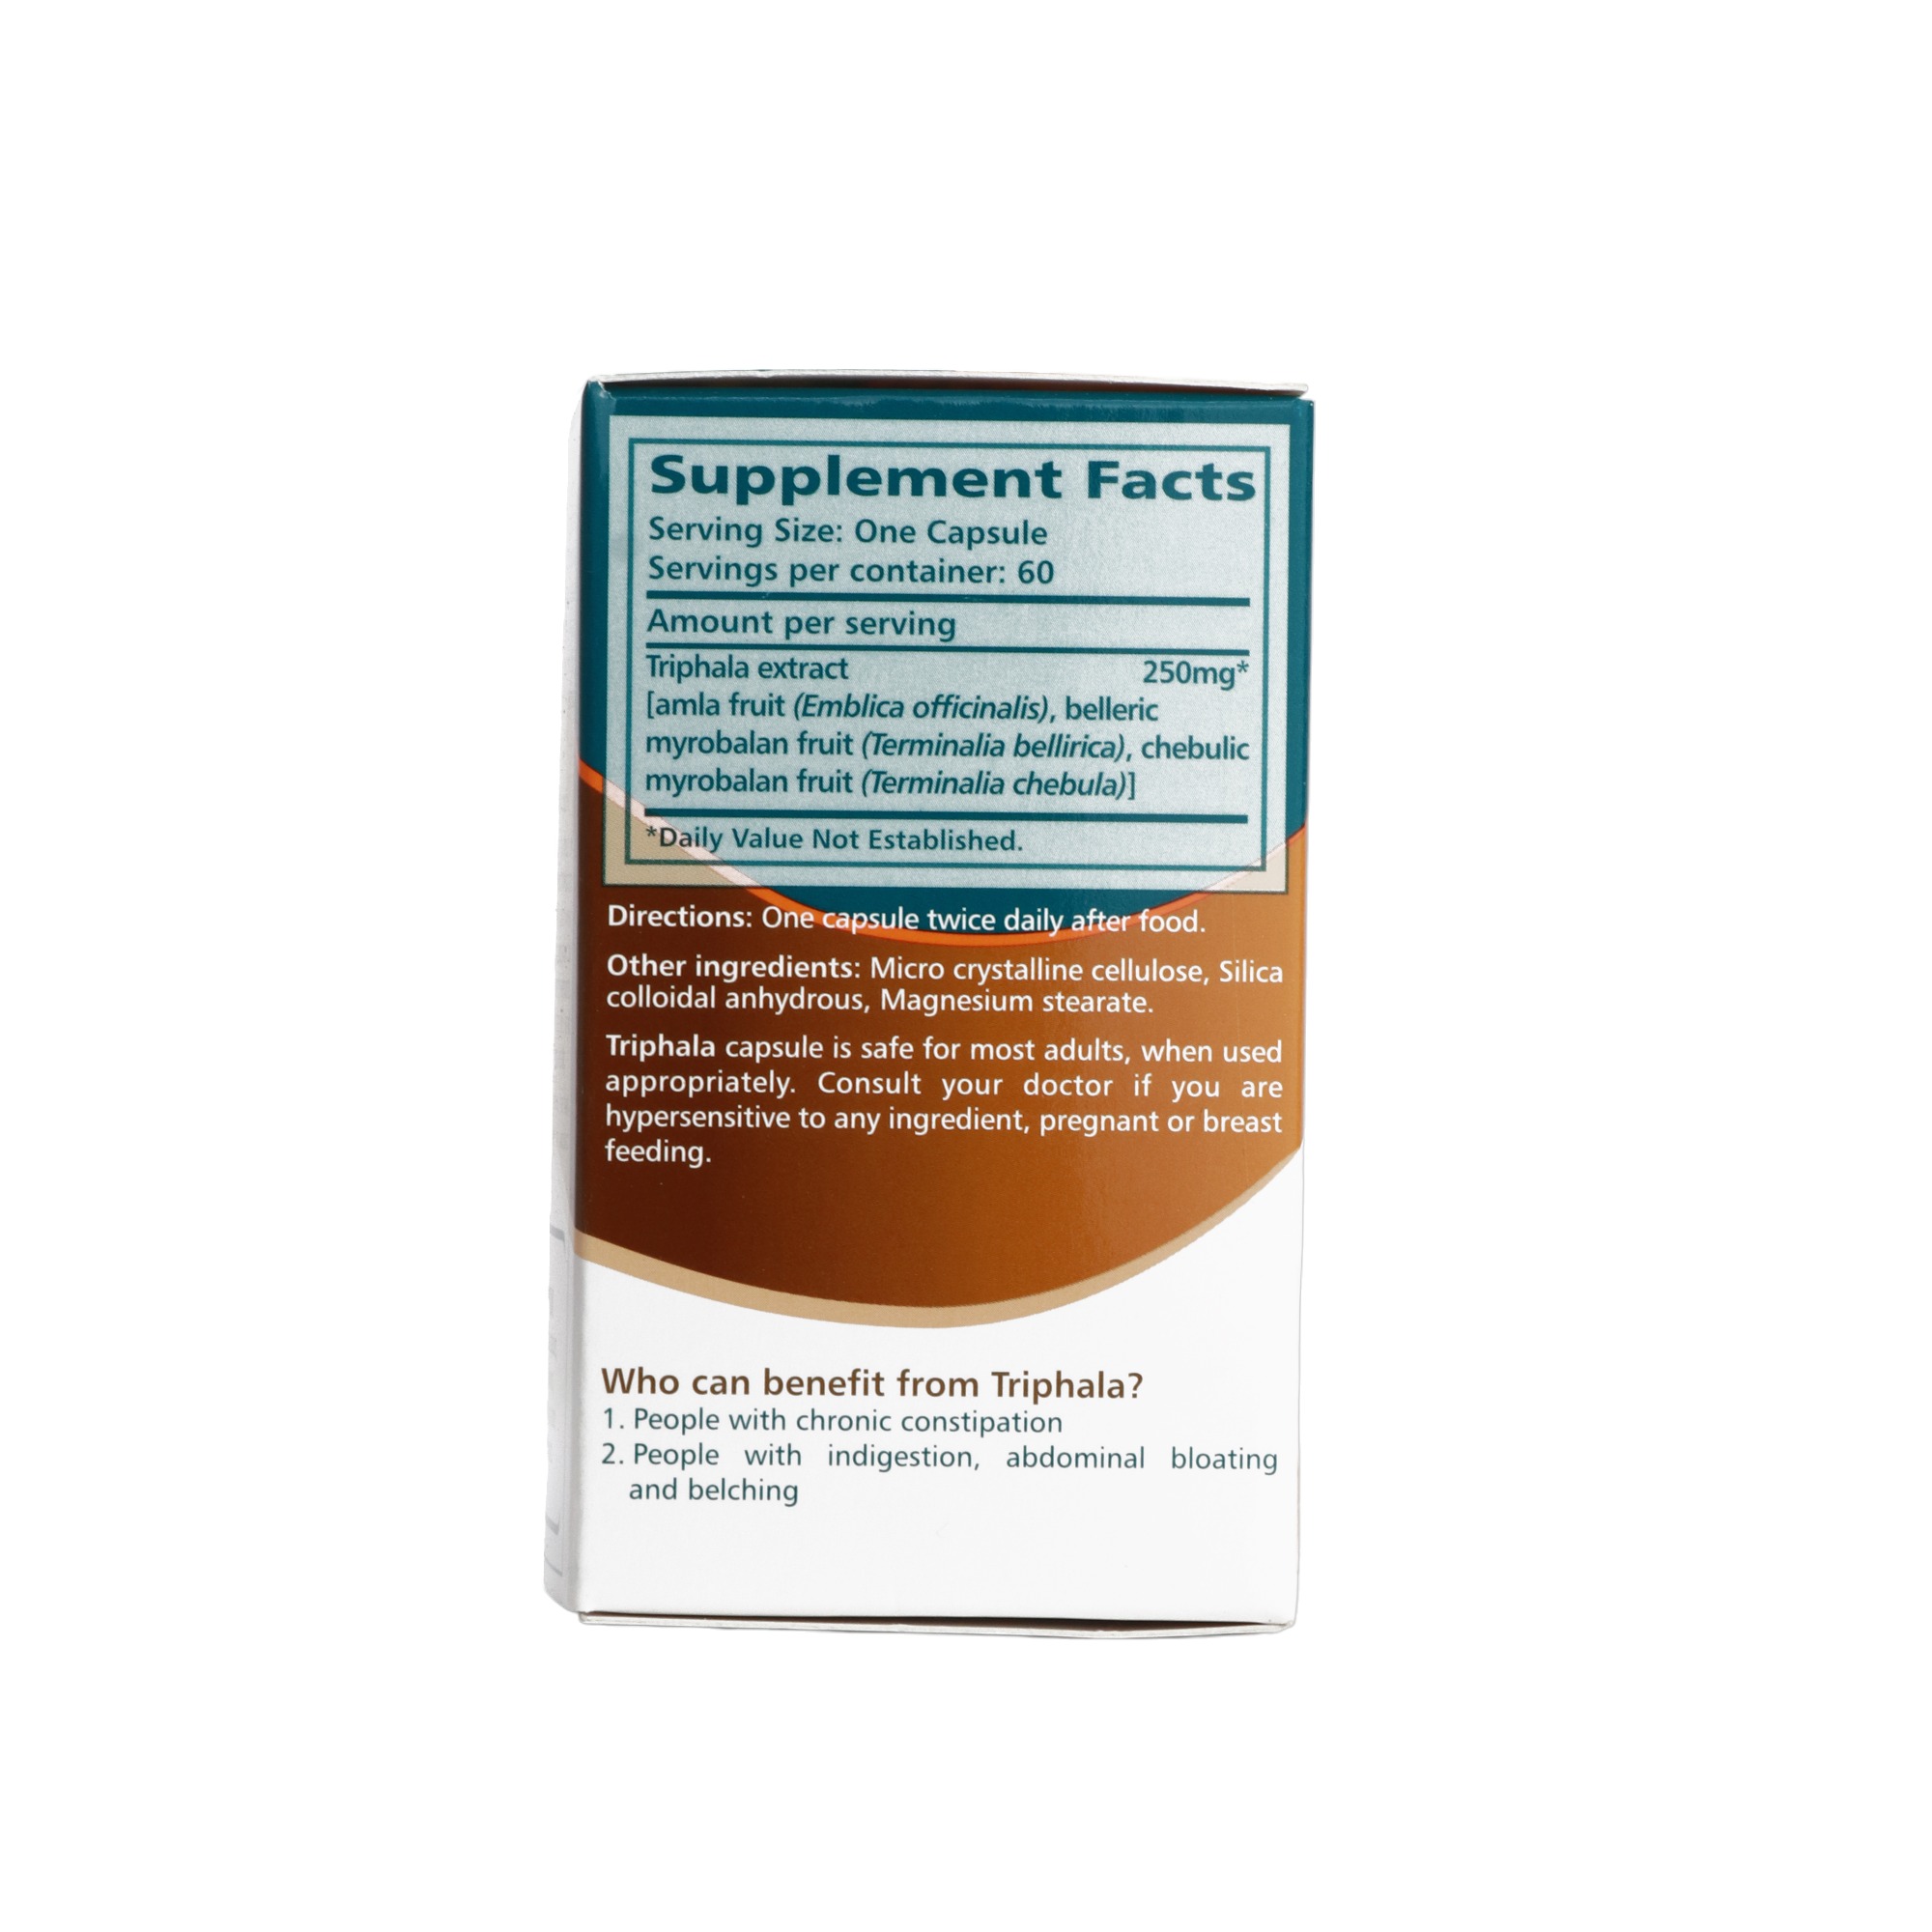 Supplement Facts
Serving Size: One Capsule
Servings per container: 60
Amount per serving
Triphala extract 250mg*
[amla fruit (Emblica officinalis), belleric
myrobalan fruit (Terminalia bellirica), chebulic
myrobalan fruit (Terminalia chebula)]
*Daily Value Not Established.
Directions: One capsule twice daily after food.
Other ingredients: Micro crystalline cellulose, Silica
colloidal anhydrous, Magnesium stearate.
Triphala capsule is safe for most adults, when used
appropriately. Consult your doctor if you are
hypersensitive to any ingredient, pregnant or breast
feeding.
Who can benefit from Triphala?
1. People with chronic constipation
2. People with indigestion, abdominal bloating
and belching